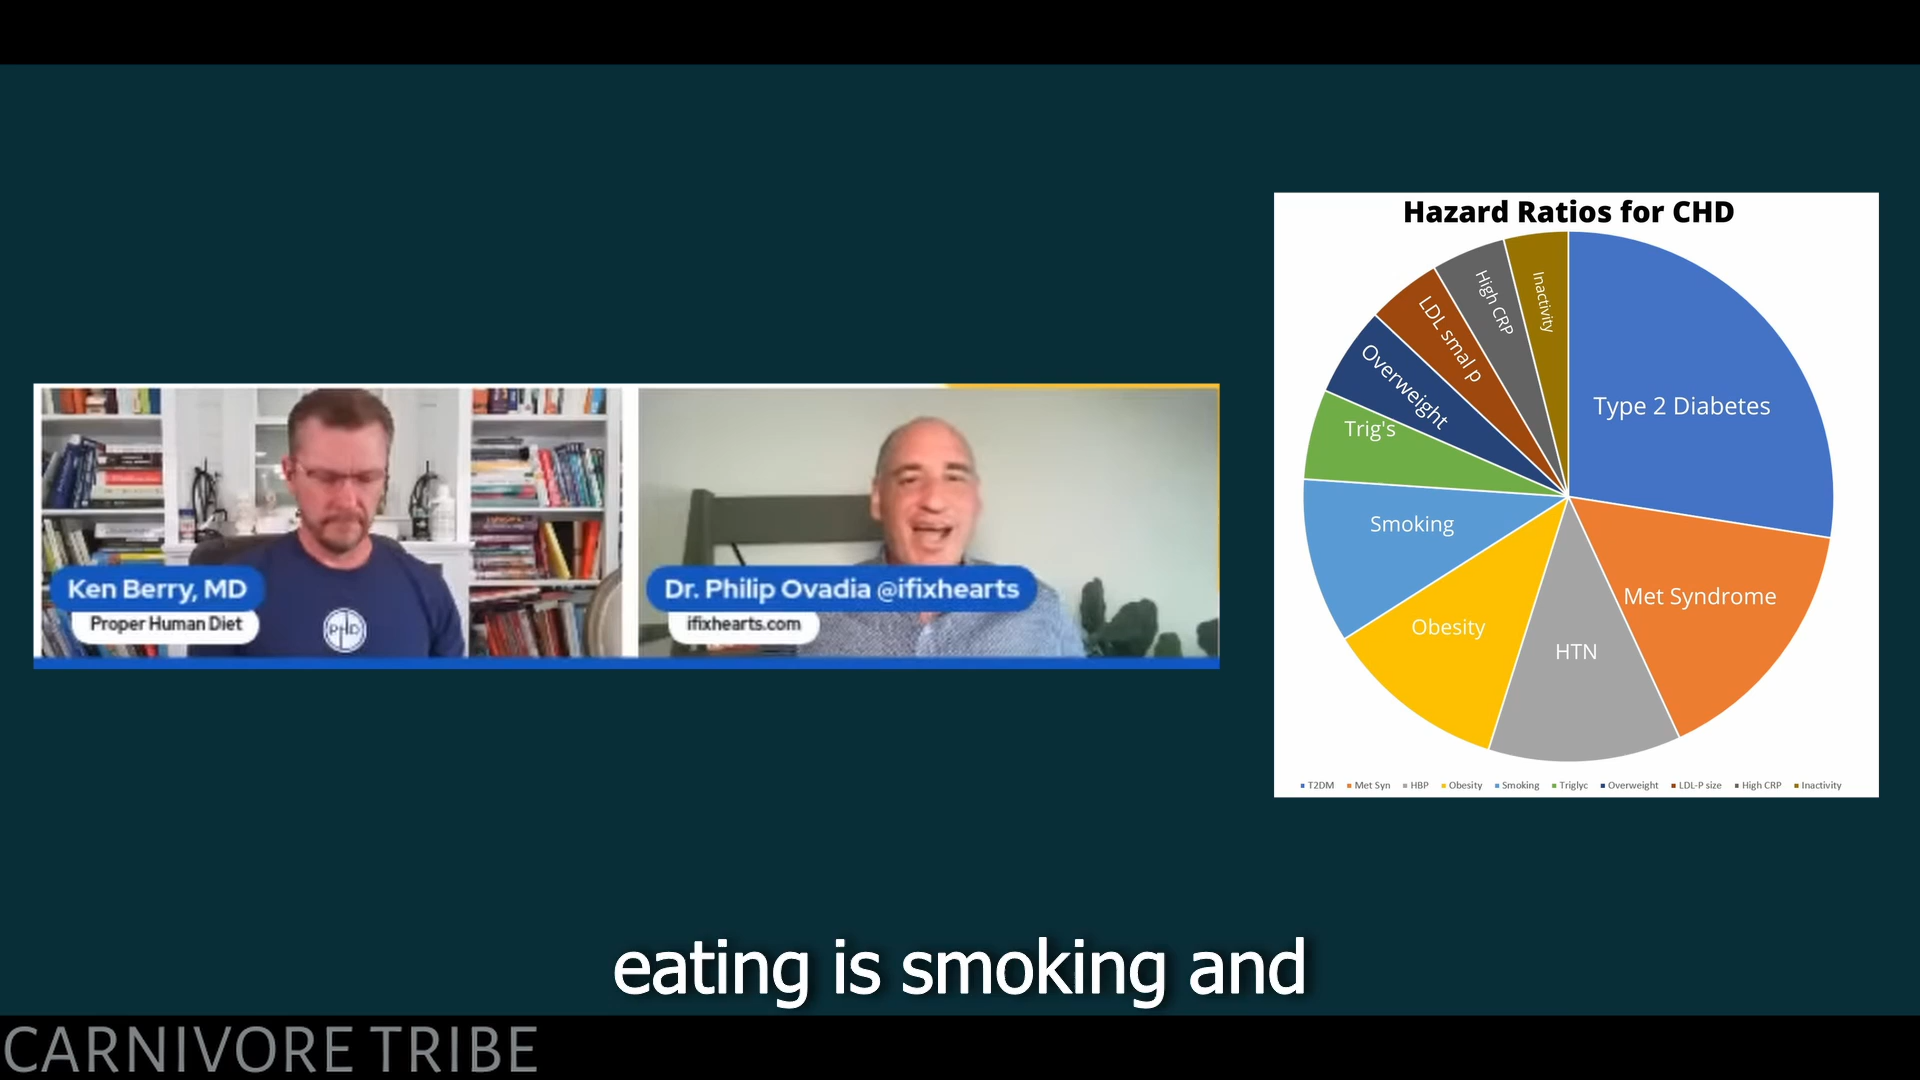 Hazard Ratios for CHD
Inactivity
High CRP
LDL smal p
Overweight
Trig's
Smoking
Obesity
HTN
Met Syndrome
Type 2 Diabetes
T2DM Met Syn HBP Obesity Smoking Triglyc Overweight LDL-P size High CRP Inactivity
Ken Berry, MD
Proper Human Diet
PHD
Dr. Philip Ovadia @ifixhearts
ifixhearts.com
eating is smoking and
CARNIVORE TRIBE